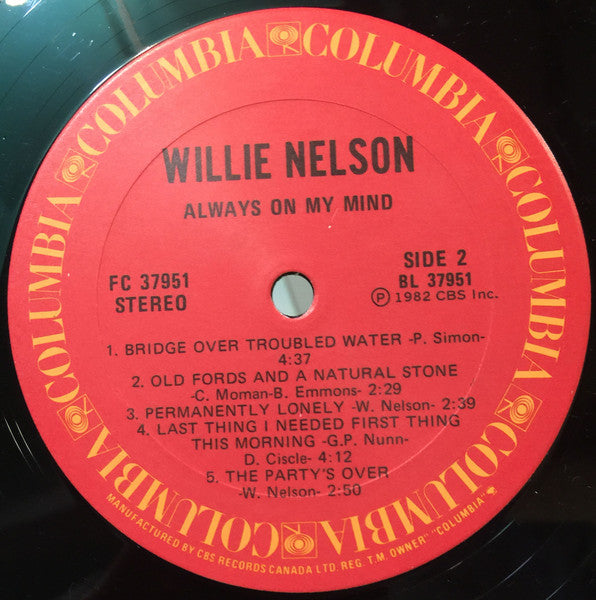 COLUMBIA COLUMBIA COLUMBIA COLUMBIA COLUMBIA COLUMBIA
WILLIE NELSON
ALWAYS ON MY MIND
FC 37951
STEREO
SIDE 2
BL 37951
Ⓟ 1982 CBS Inc.
1. BRIDGE OVER TROUBLED WATER -P. Simon-
4:37
2. OLD FORDS AND A NATURAL STONE
-C. Moman-B. Emmons- 2:29
3. PERMANENTLY LONELY -W. Nelson- 2:39
4. LAST THING I NEEDED FIRST THING
THIS MORNING -G.P. Nunn-
D. Ciscle- 4:12
5. THE PARTY'S OVER
-W. Nelson- 2:50
MANUFACTURED BY CBS RECORDS CANADA LTD. REG. T.M. OWNER "COLUMBIA"